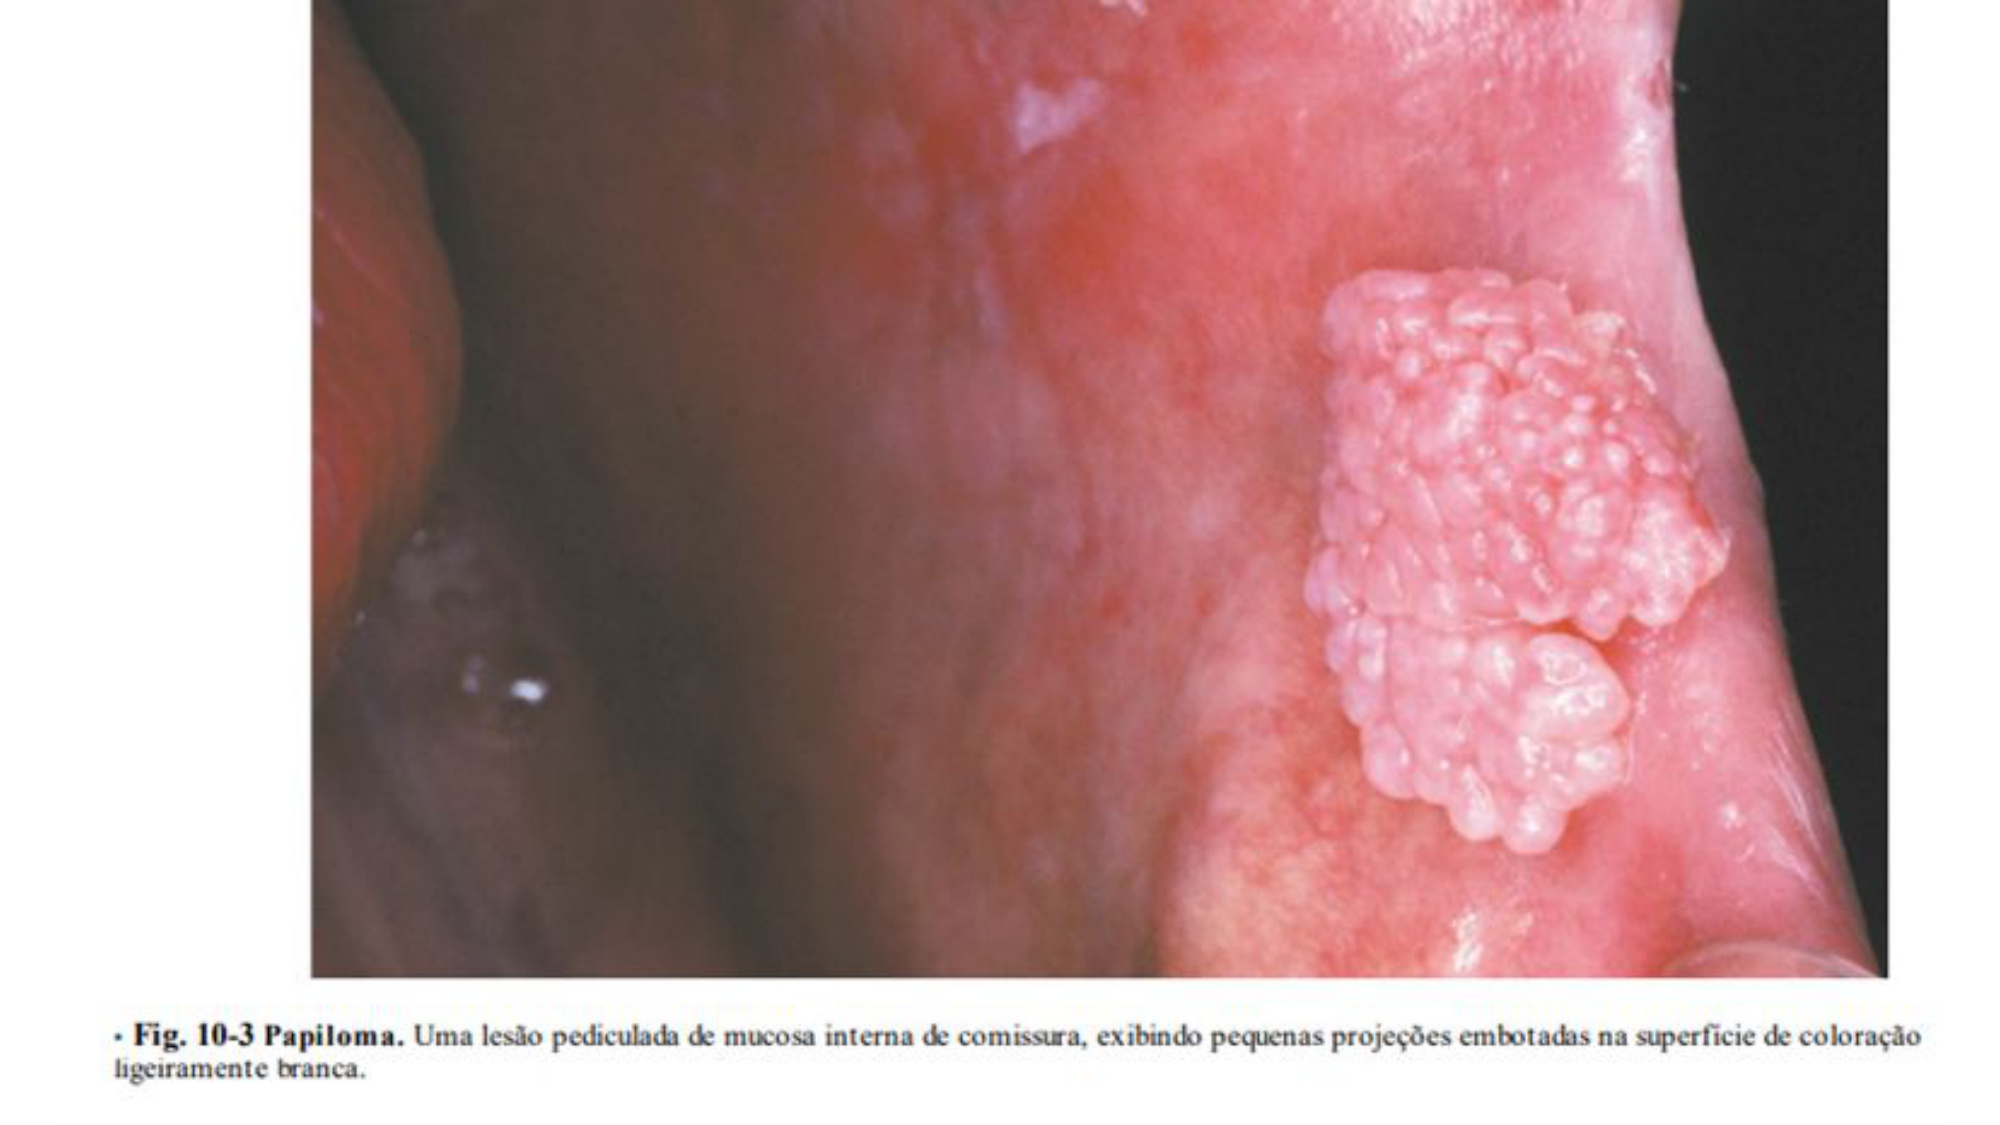 • Fig. 10-3 Papiloma. Uma lesão pediculada de mucosa interna de comissura, exibindo pequenas projeções embotadas na superfície de coloração
ligeiramente branca.